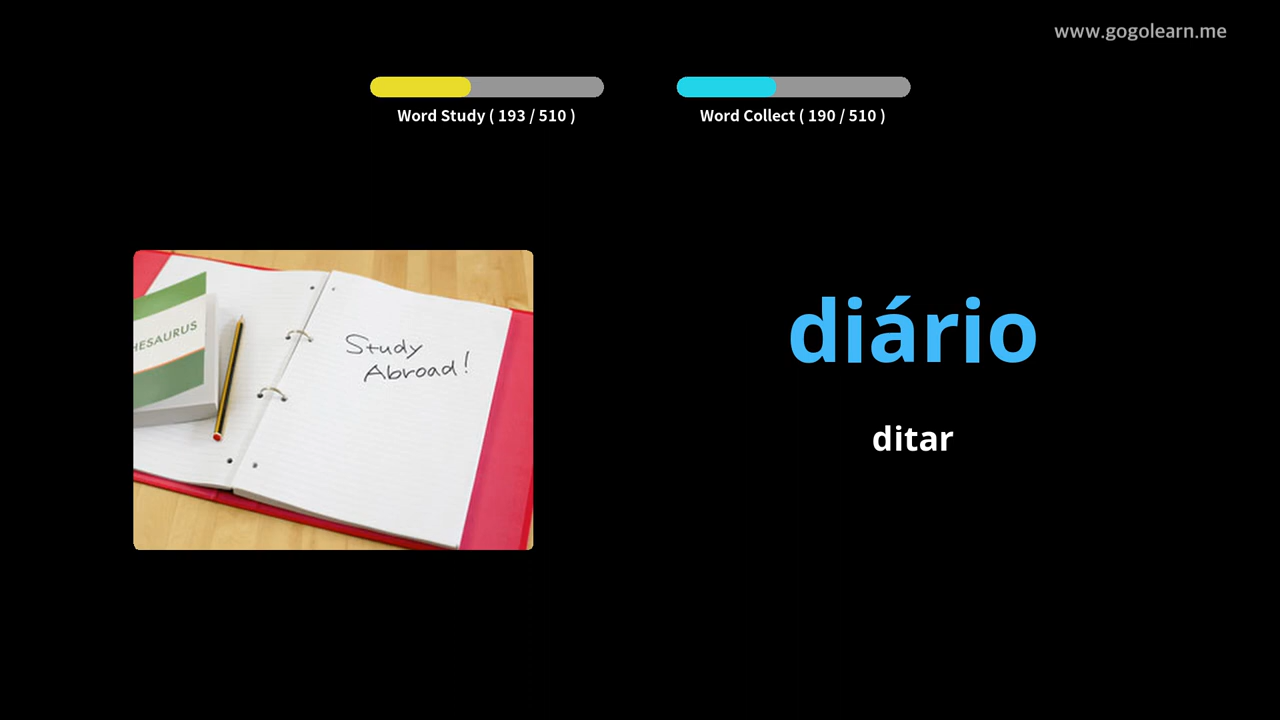 www.gogolearn.me
Word Study ( 193 / 510 )
Word Collect ( 190 / 510 )
HESAURUS
Study
Abroad!
diário
ditar